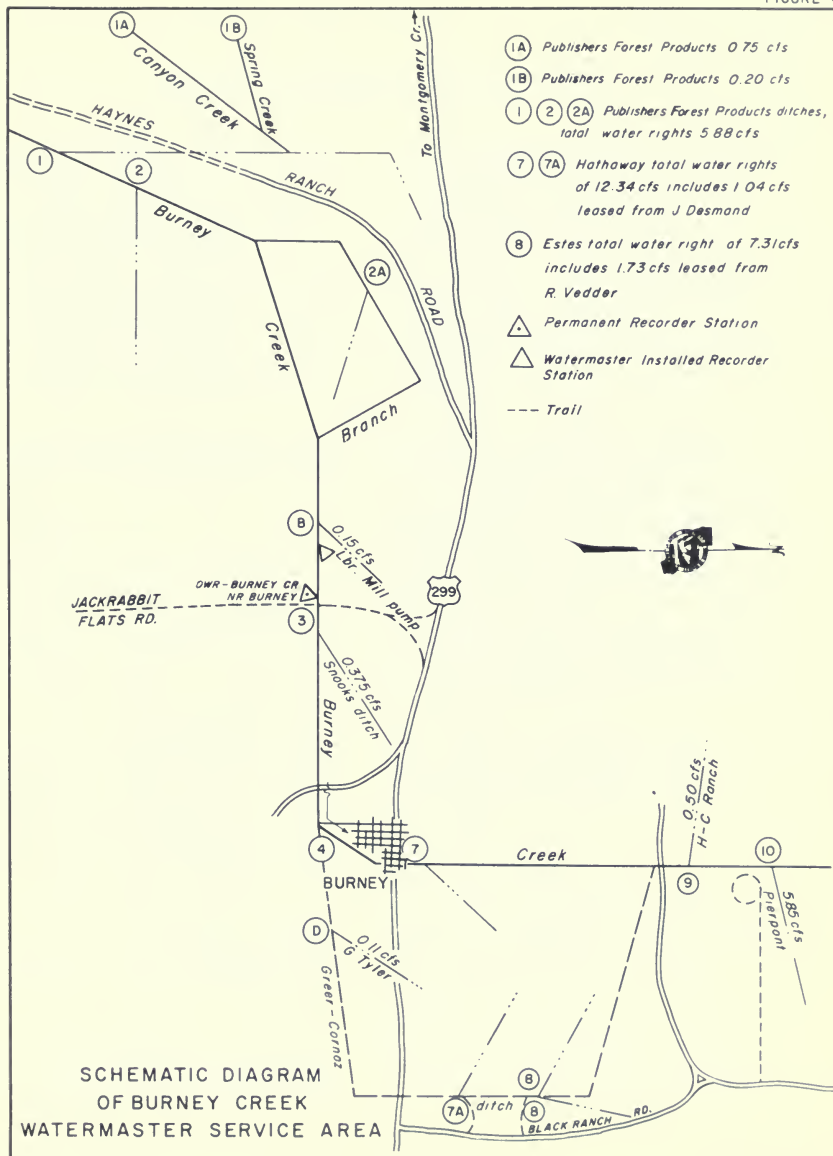 FIGURE
1A
Canyon Creek
1B
Spring Creek
To Montgomery Cr.
1A Publishers Forest Products 0.75 cfs
1B Publishers Forest Products 0.20 cfs
1 2 2A Publishers Forest Products ditches,
total water rights 5.88 cfs
7 7A Hathaway total water rights
of 12.34 cfs includes 1.04 cfs
leased from J Desmand
8 Estes total water right of 7.31 cfs
includes 1.73 cfs leased from
R. Vedder
Permanent Recorder Station
Watermaster Installed Recorder
Station
Trail
HAYNES
RANCH
ROAD
1
2
Burney
Creek
2A
Branch
B
0.15 cfs
Lbr. Mill pump
DWR-BURNEY CR
NR BURNEY
JACKRABBIT
FLATS RD.
3
299
0.375 cfs
Snooks ditch
Burney
4
BURNEY
7
Creek
0.50 cfs
H-C Ranch
9
10
5.85 cfs
Pierpont
D
0.11 cfs
G Tyler
Greer-Cornaz
8
7A
ditch
8
BLACK RANCH
RD.
SCHEMATIC DIAGRAM
OF BURNEY CREEK
WATERMASTER SERVICE AREA